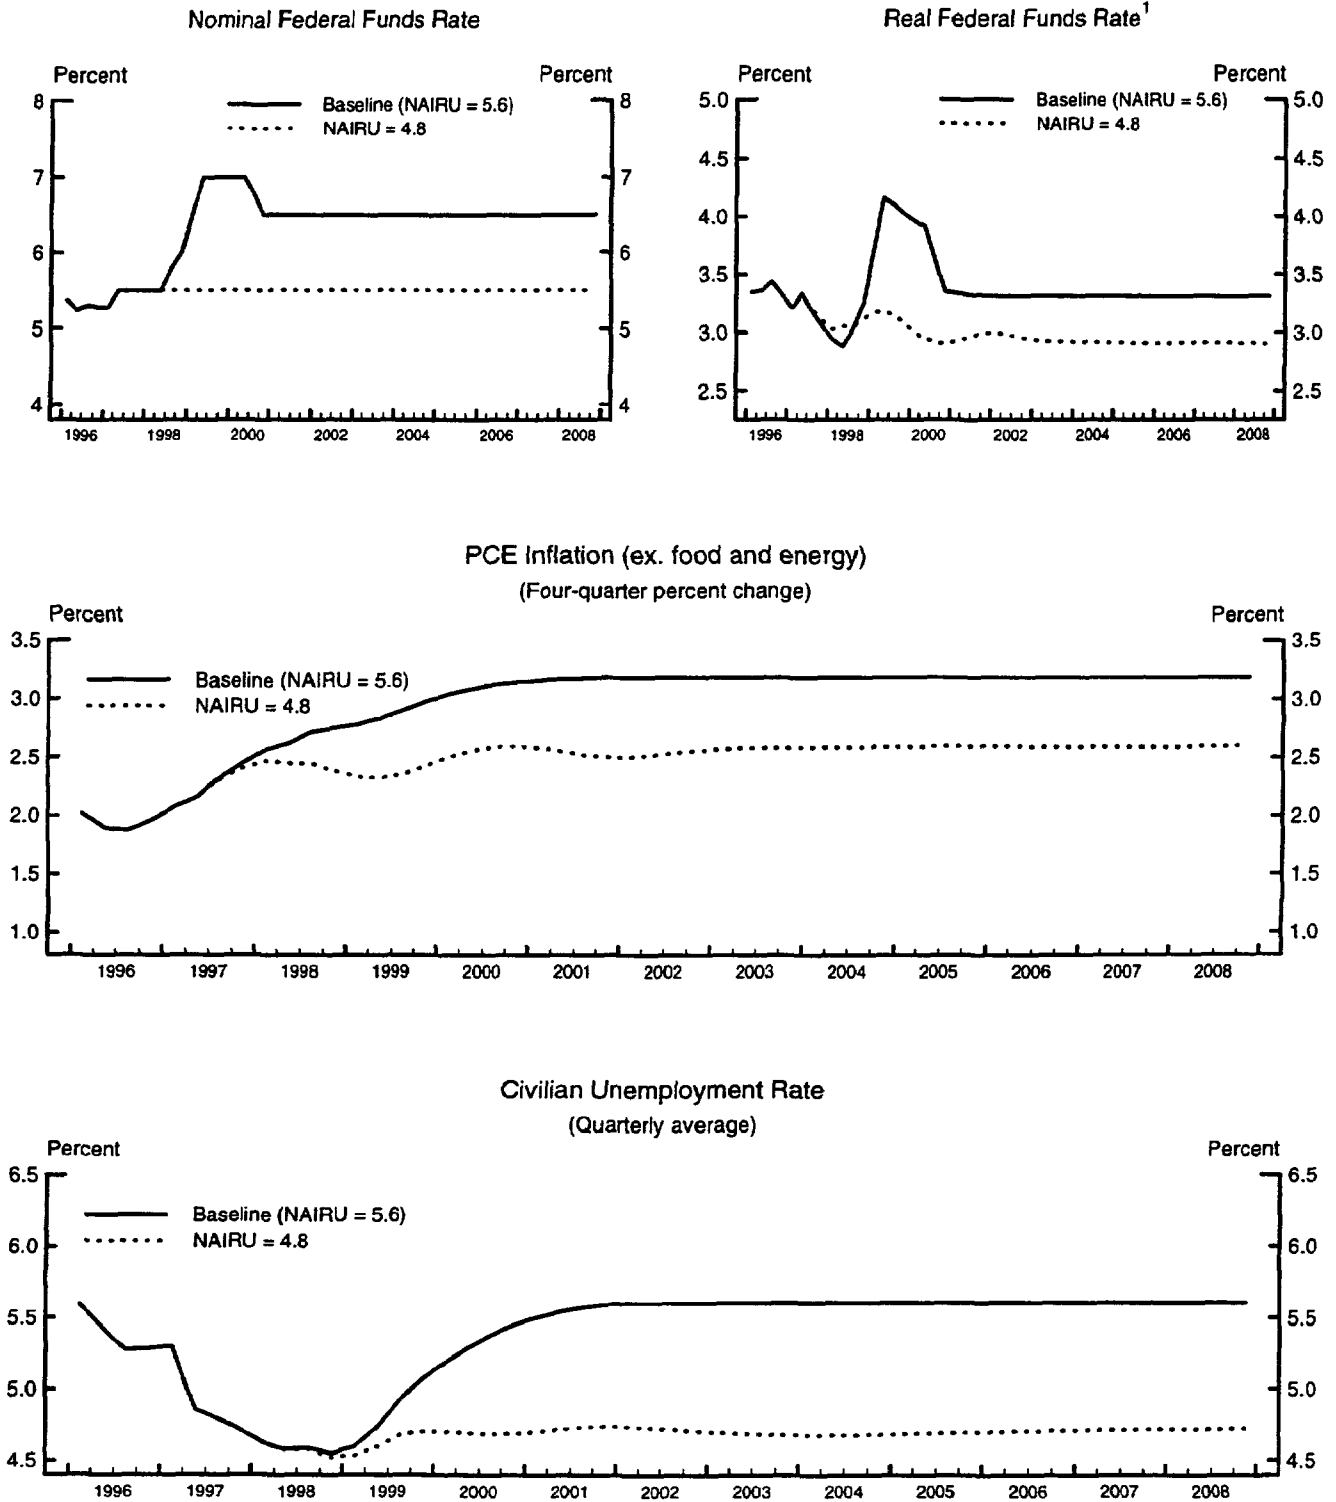 Nominal Federal Funds Rate
Percent
Percent
Baseline (NAIRU = 5.6)
NAIRU = 4.8
8
7
6
5
4
8
7
6
5
4
1996 1998 2000 2002 2004 2006 2008
Real Federal Funds Rate¹
Percent
Percent
Baseline (NAIRU = 5.6)
NAIRU = 4.8
5.0
4.5
4.0
3.5
3.0
2.5
5.0
4.5
4.0
3.5
3.0
2.5
1996 1998 2000 2002 2004 2006 2008
PCE Inflation (ex. food and energy)
(Four-quarter percent change)
Percent
Percent
Baseline (NAIRU = 5.6)
NAIRU = 4.8
3.5
3.0
2.5
2.0
1.5
1.0
3.5
3.0
2.5
2.0
1.5
1.0
1996 1997 1998 1999 2000 2001 2002 2003 2004 2005 2006 2007 2008
Civilian Unemployment Rate
(Quarterly average)
Percent
Percent
Baseline (NAIRU = 5.6)
NAIRU = 4.8
6.5
6.0
5.5
5.0
4.5
6.5
6.0
5.5
5.0
4.5
1996 1997 1998 1999 2000 2001 2002 2003 2004 2005 2006 2007 2008